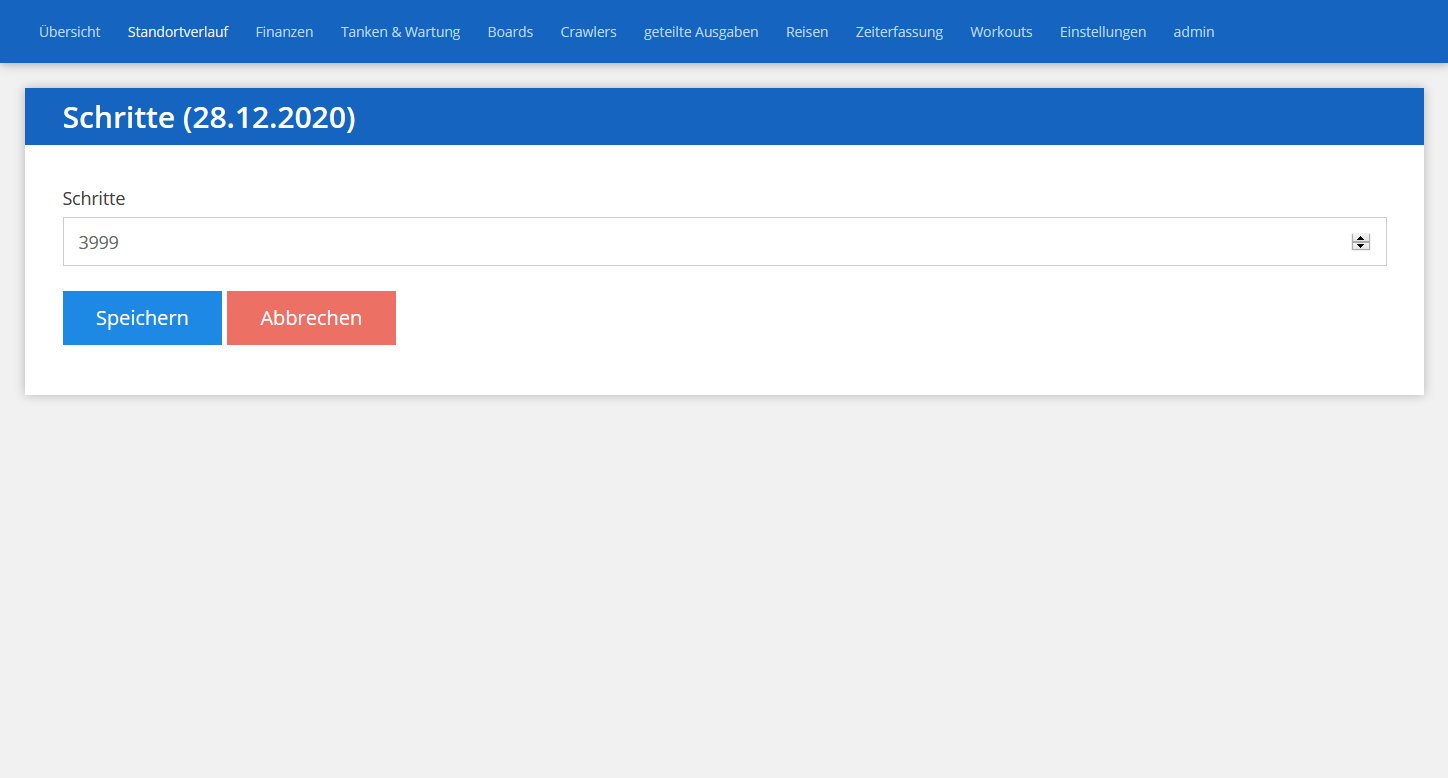 Übersicht Standortverlauf Finanzen Tanken & Wartung Boards Crawlers geteilte Ausgaben Reisen Zeiterfassung Workouts Einstellungen admin
Schritte (28.12.2020)
Schritte
3999
Speichern Abbrechen